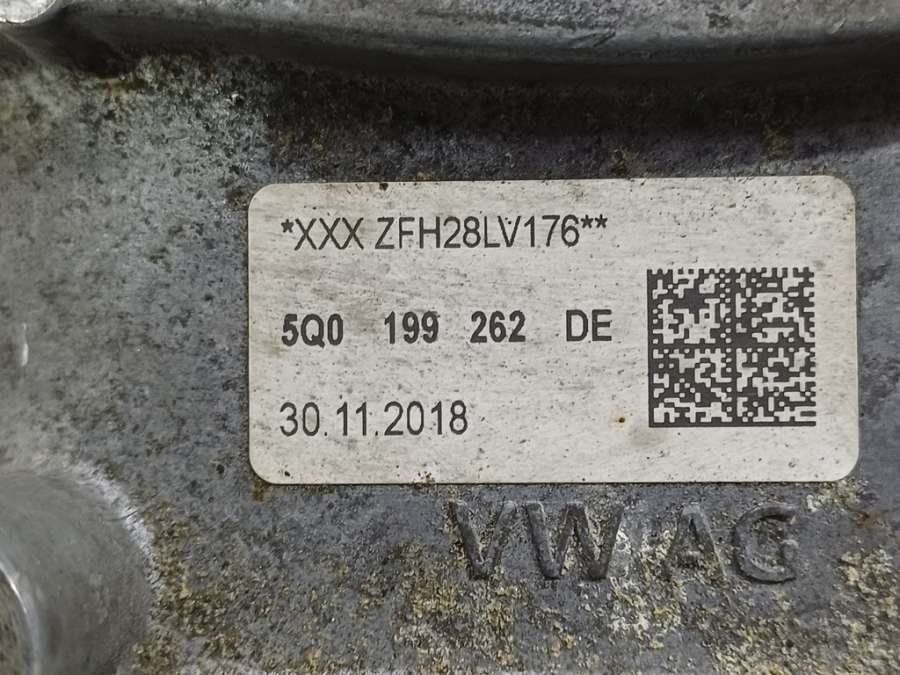 *XXX ZFH28LV176**
5Q0 199 262 DE
30.11.2018
VW AG